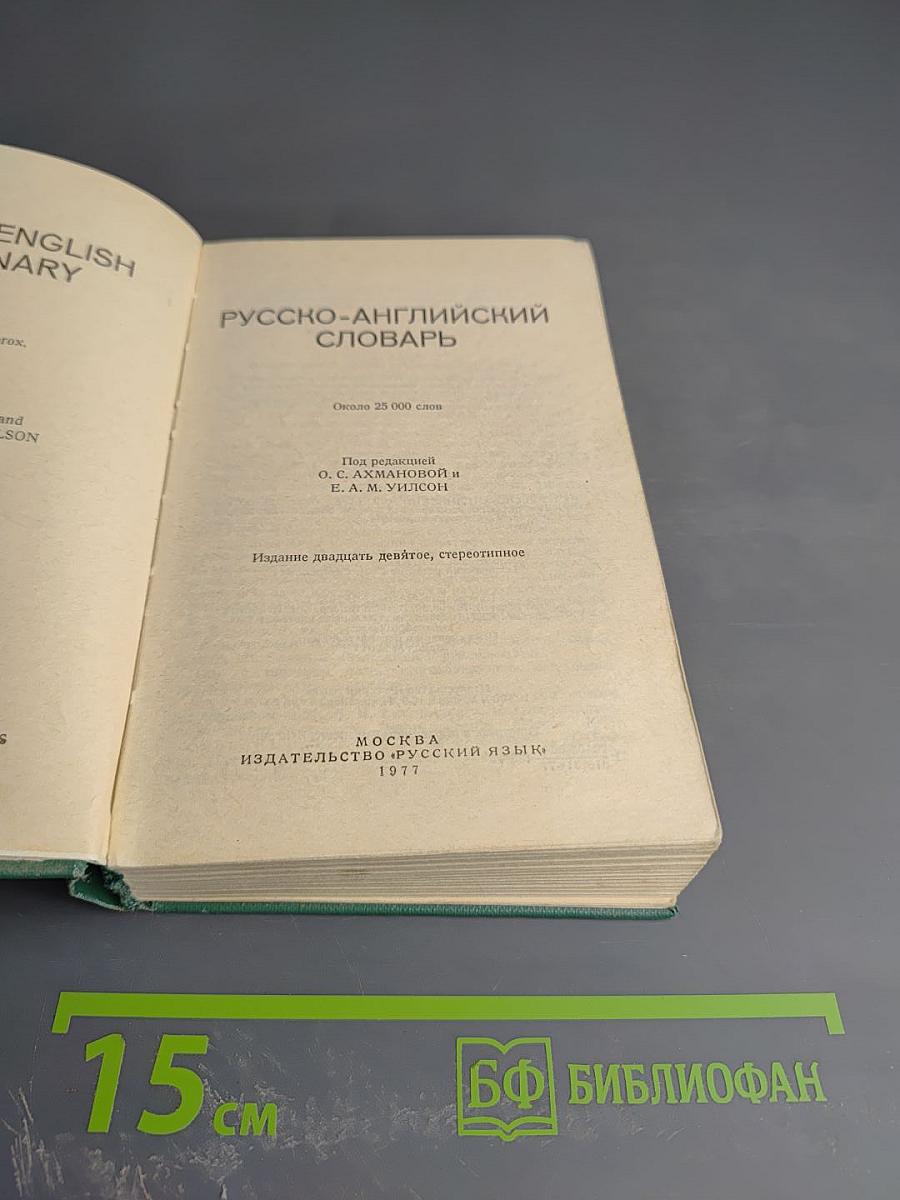 ENGLISH
NARY
and
LSON
РУССКО-АНГЛИЙСКИЙ
СЛОВАРЬ
Около 25 000 слов
Под редакцией
О. С. АХМАНОВОЙ и
Е. А. М. УИЛСОН
Издание двадцать девятое, стереотипное
МОСКВА
ИЗДАТЕЛЬСТВО «РУССКИЙ ЯЗЫК»
1977
15 см
БФ БИБЛИОФАН